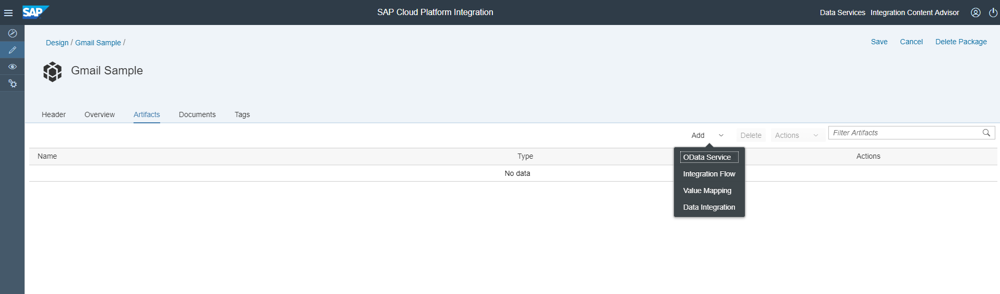 SAP SAP Cloud Platform Integration Data Services Integration Content Advisor
Design / Gmail Sample / Save Cancel Delete Package
Gmail Sample
Header Overview Artifacts Documents Tags
Add Delete Actions Filter Artifacts
Name Type Actions
No data
OData Service
Integration Flow
Value Mapping
Data Integration